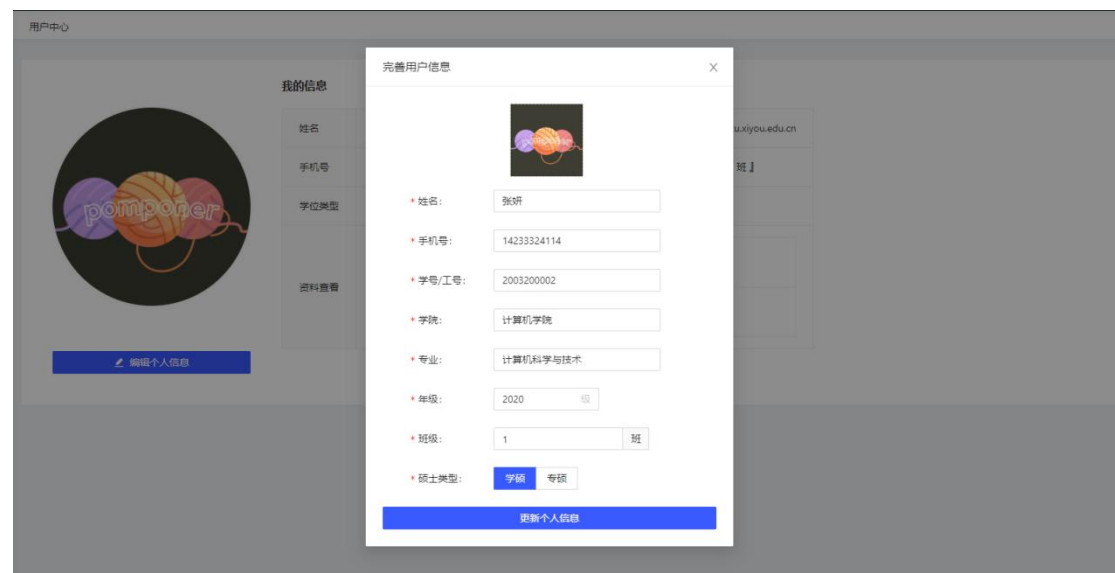 用户中心
我的信息
姓名
u.xiyou.edu.cn
手机号
班 】
学位类型
资料查看
pomponer
编辑个人信息
完善用户信息
pomponer
* 姓名: 张妍
* 手机号: 14233324114
* 学号/工号: 2003200002
* 学院: 计算机学院
* 专业: 计算机科学与技术
* 年级: 2020 级
* 班级: 1 班
* 硕士类型: 学硕 专硕
更新个人信息